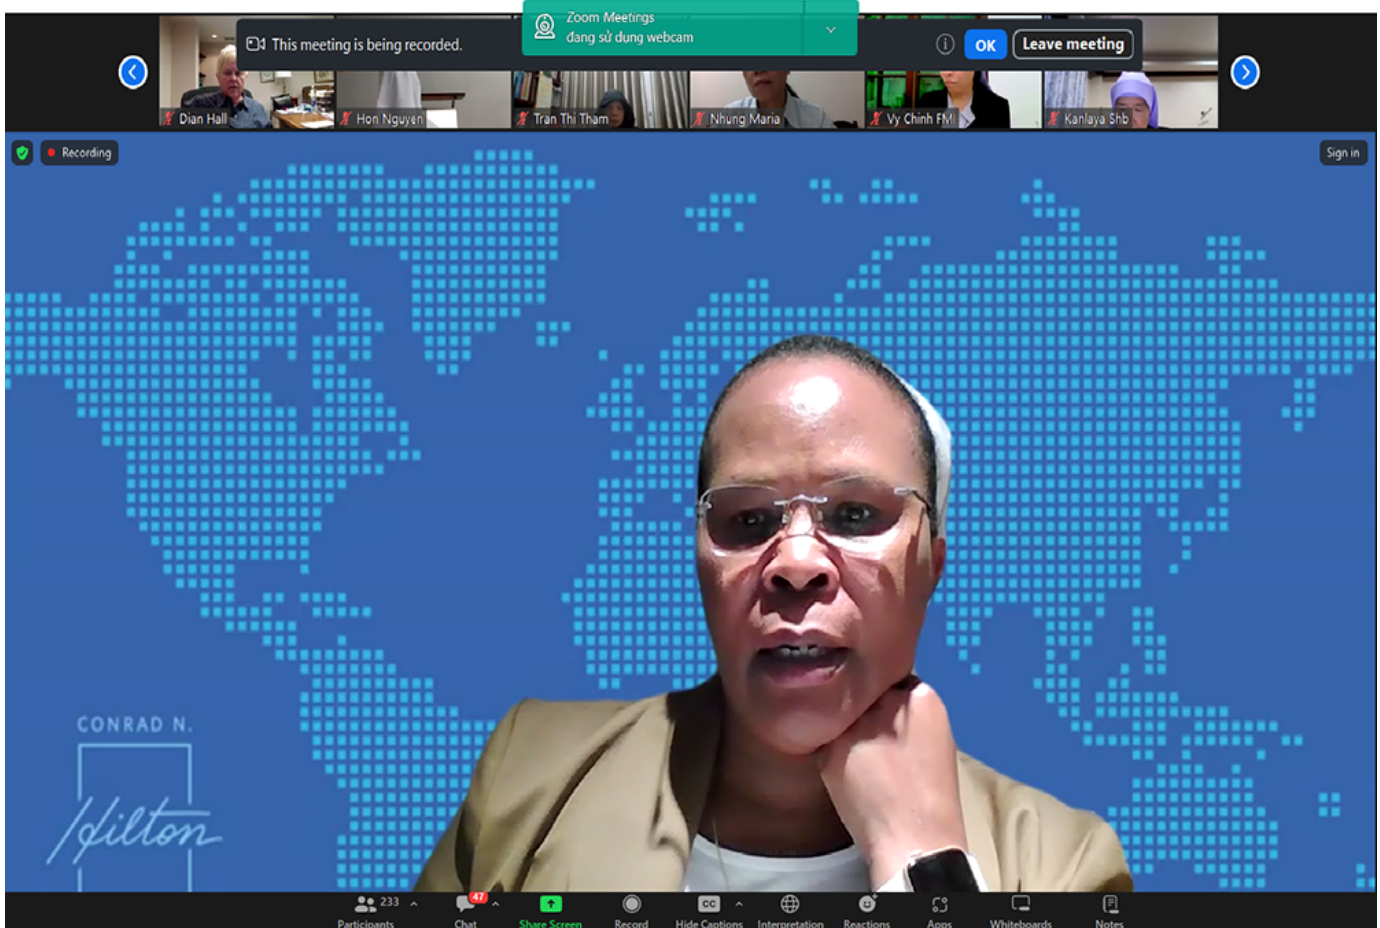 Zoom Meetings
đang sử dụng webcam
This meeting is being recorded.
OK
Leave meeting
Dian Hall
Hon Nguyen
Tran Thi Tham
Nhung Maria
Vy Chinh FMI
Kanlaya Shb
Recording
Sign in
CONRAD N.
Hilton
233
47
CC
Participants
Chat
Share Screen
Record
Hide Captions
Interpretation
Reactions
Apps
Whiteboards
Notes